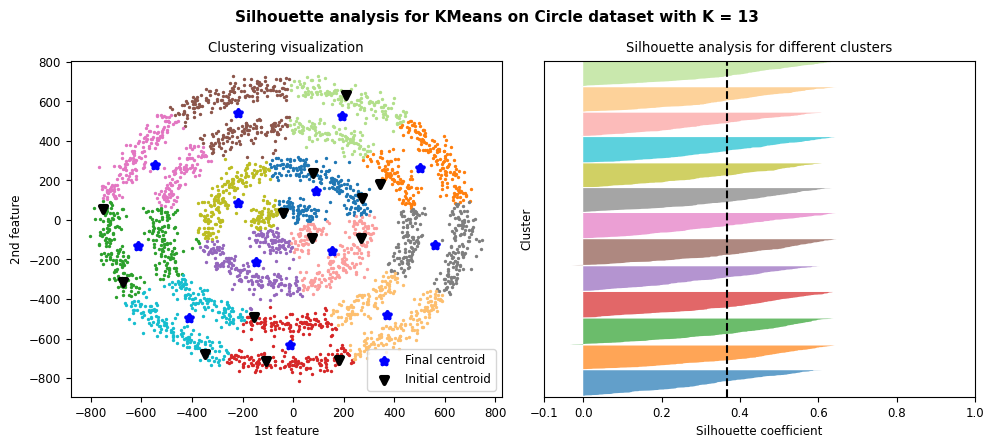 Silhouette analysis for KMeans on Circle dataset with K = 13
Clustering visualization
800
600
400
200
0
−200
−400
−600
−800
2nd feature
−800 −600 −400 −200 0 200 400 600 800
1st feature
Final centroid
Initial centroid
Silhouette analysis for different clusters
Cluster
−0.1 0.0 0.2 0.4 0.6 0.8 1.0
Silhouette coefficient